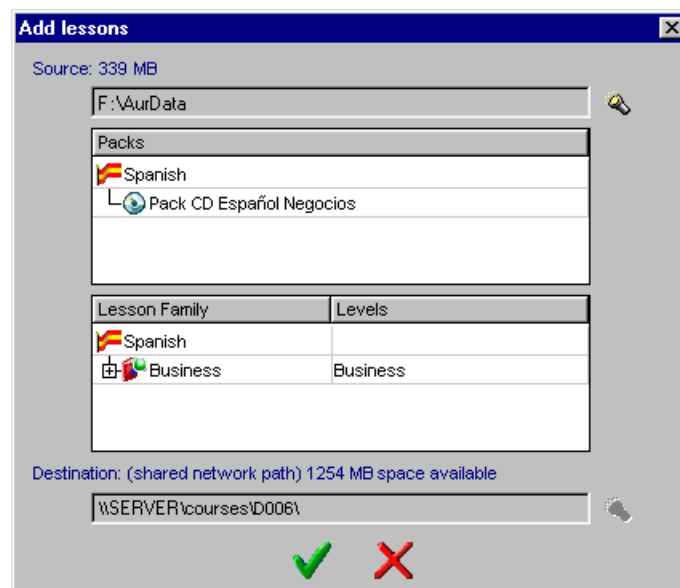 Add lessons
Source: 339 MB
F:\AurData
Packs
Spanish
Pack CD Español Negocios
Lesson Family Levels
Spanish
Business Business
Destination: (shared network path) 1254 MB space available
\\SERVER\courses\D006\